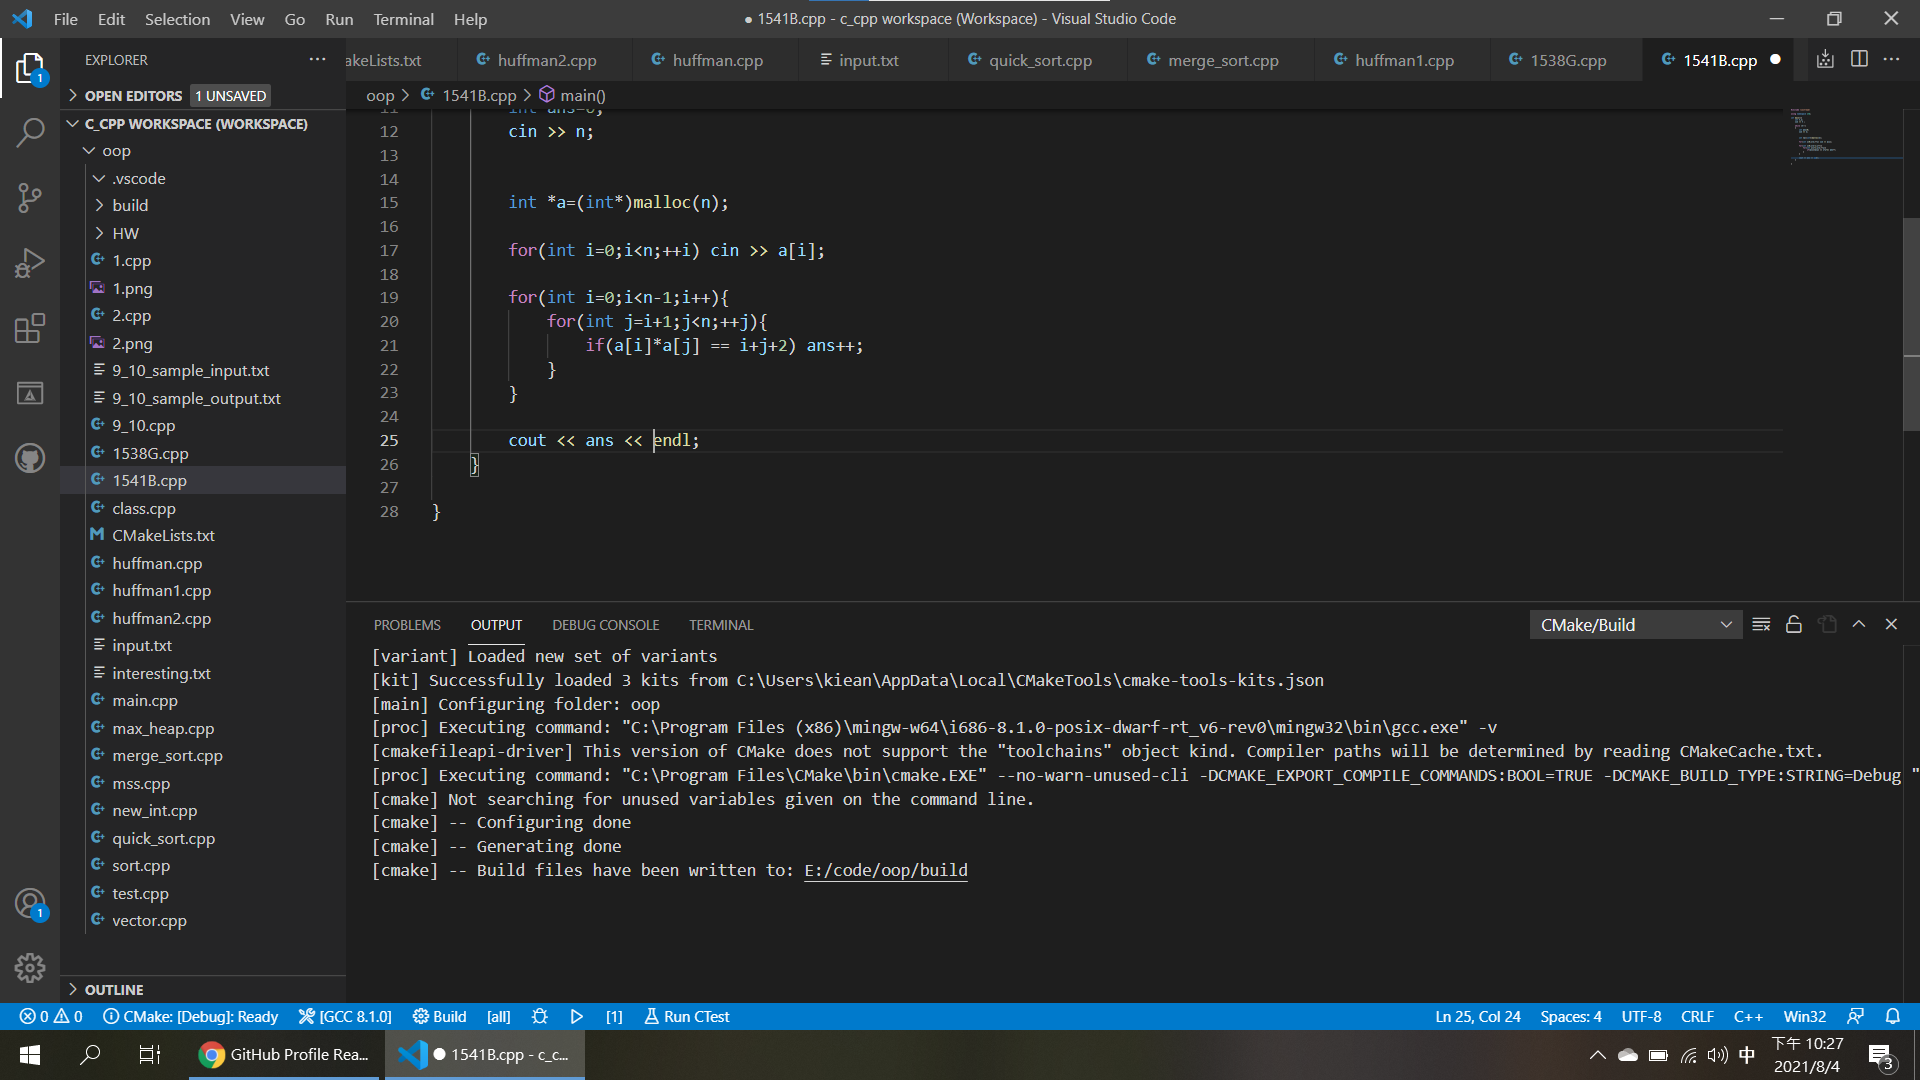 File Edit Selection View Go Run Terminal Help
● 1541B.cpp - c_cpp workspace (Workspace) - Visual Studio Code
EXPLORER
akeLists.txt
huffman2.cpp
huffman.cpp
input.txt
quick_sort.cpp
merge_sort.cpp
huffman1.cpp
1538G.cpp
1541B.cpp
OPEN EDITORS 1 UNSAVED
C_CPP WORKSPACE (WORKSPACE)
oop
.vscode
build
HW
1.cpp
1.png
2.cpp
2.png
9_10_sample_input.txt
9_10_sample_output.txt
9_10.cpp
1538G.cpp
1541B.cpp
class.cpp
CMakeLists.txt
huffman.cpp
huffman1.cpp
huffman2.cpp
input.txt
interesting.txt
main.cpp
max_heap.cpp
merge_sort.cpp
mss.cpp
new_int.cpp
quick_sort.cpp
sort.cpp
test.cpp
vector.cpp
OUTLINE
1
1
oop > 1541B.cpp > main()
11 int ans=0;
12 cin >> n;
13
14
15 int *a=(int*)malloc(n);
16
17 for(int i=0;i<n;++i) cin >> a[i];
18
19 for(int i=0;i<n-1;i++){
20 for(int j=i+1;j<n;++j){
21 if(a[i]*a[j] == i+j+2) ans++;
22 }
23 }
24
25 cout << ans << endl;
26 }
27
28 }
PROBLEMS OUTPUT DEBUG CONSOLE TERMINAL
CMake/Build
[variant] Loaded new set of variants
[kit] Successfully loaded 3 kits from C:\Users\kiean\AppData\Local\CMakeTools\cmake-tools-kits.json
[main] Configuring folder: oop
[proc] Executing command: "C:\Program Files (x86)\mingw-w64\i686-8.1.0-posix-dwarf-rt_v6-rev0\mingw32\bin\gcc.exe" -v
[cmakefileapi-driver] This version of CMake does not support the "toolchains" object kind. Compiler paths will be determined by reading CMakeCache.txt.
[proc] Executing command: "C:\Program Files\CMake\bin\cmake.EXE" --no-warn-unused-cli -DCMAKE_EXPORT_COMPILE_COMMANDS:BOOL=TRUE -DCMAKE_BUILD_TYPE:STRING=Debug "
[cmake] Not searching for unused variables given on the command line.
[cmake] -- Configuring done
[cmake] -- Generating done
[cmake] -- Build files have been written to: E:/code/oop/build
0 0 CMake: [Debug]: Ready [GCC 8.1.0] Build [all] [1] Run CTest
Ln 25, Col 24 Spaces: 4 UTF-8 CRLF C++ Win32
GitHub Profile Rea...
● 1541B.cpp - c_c...
中
下午 10:27
2021/8/4
3